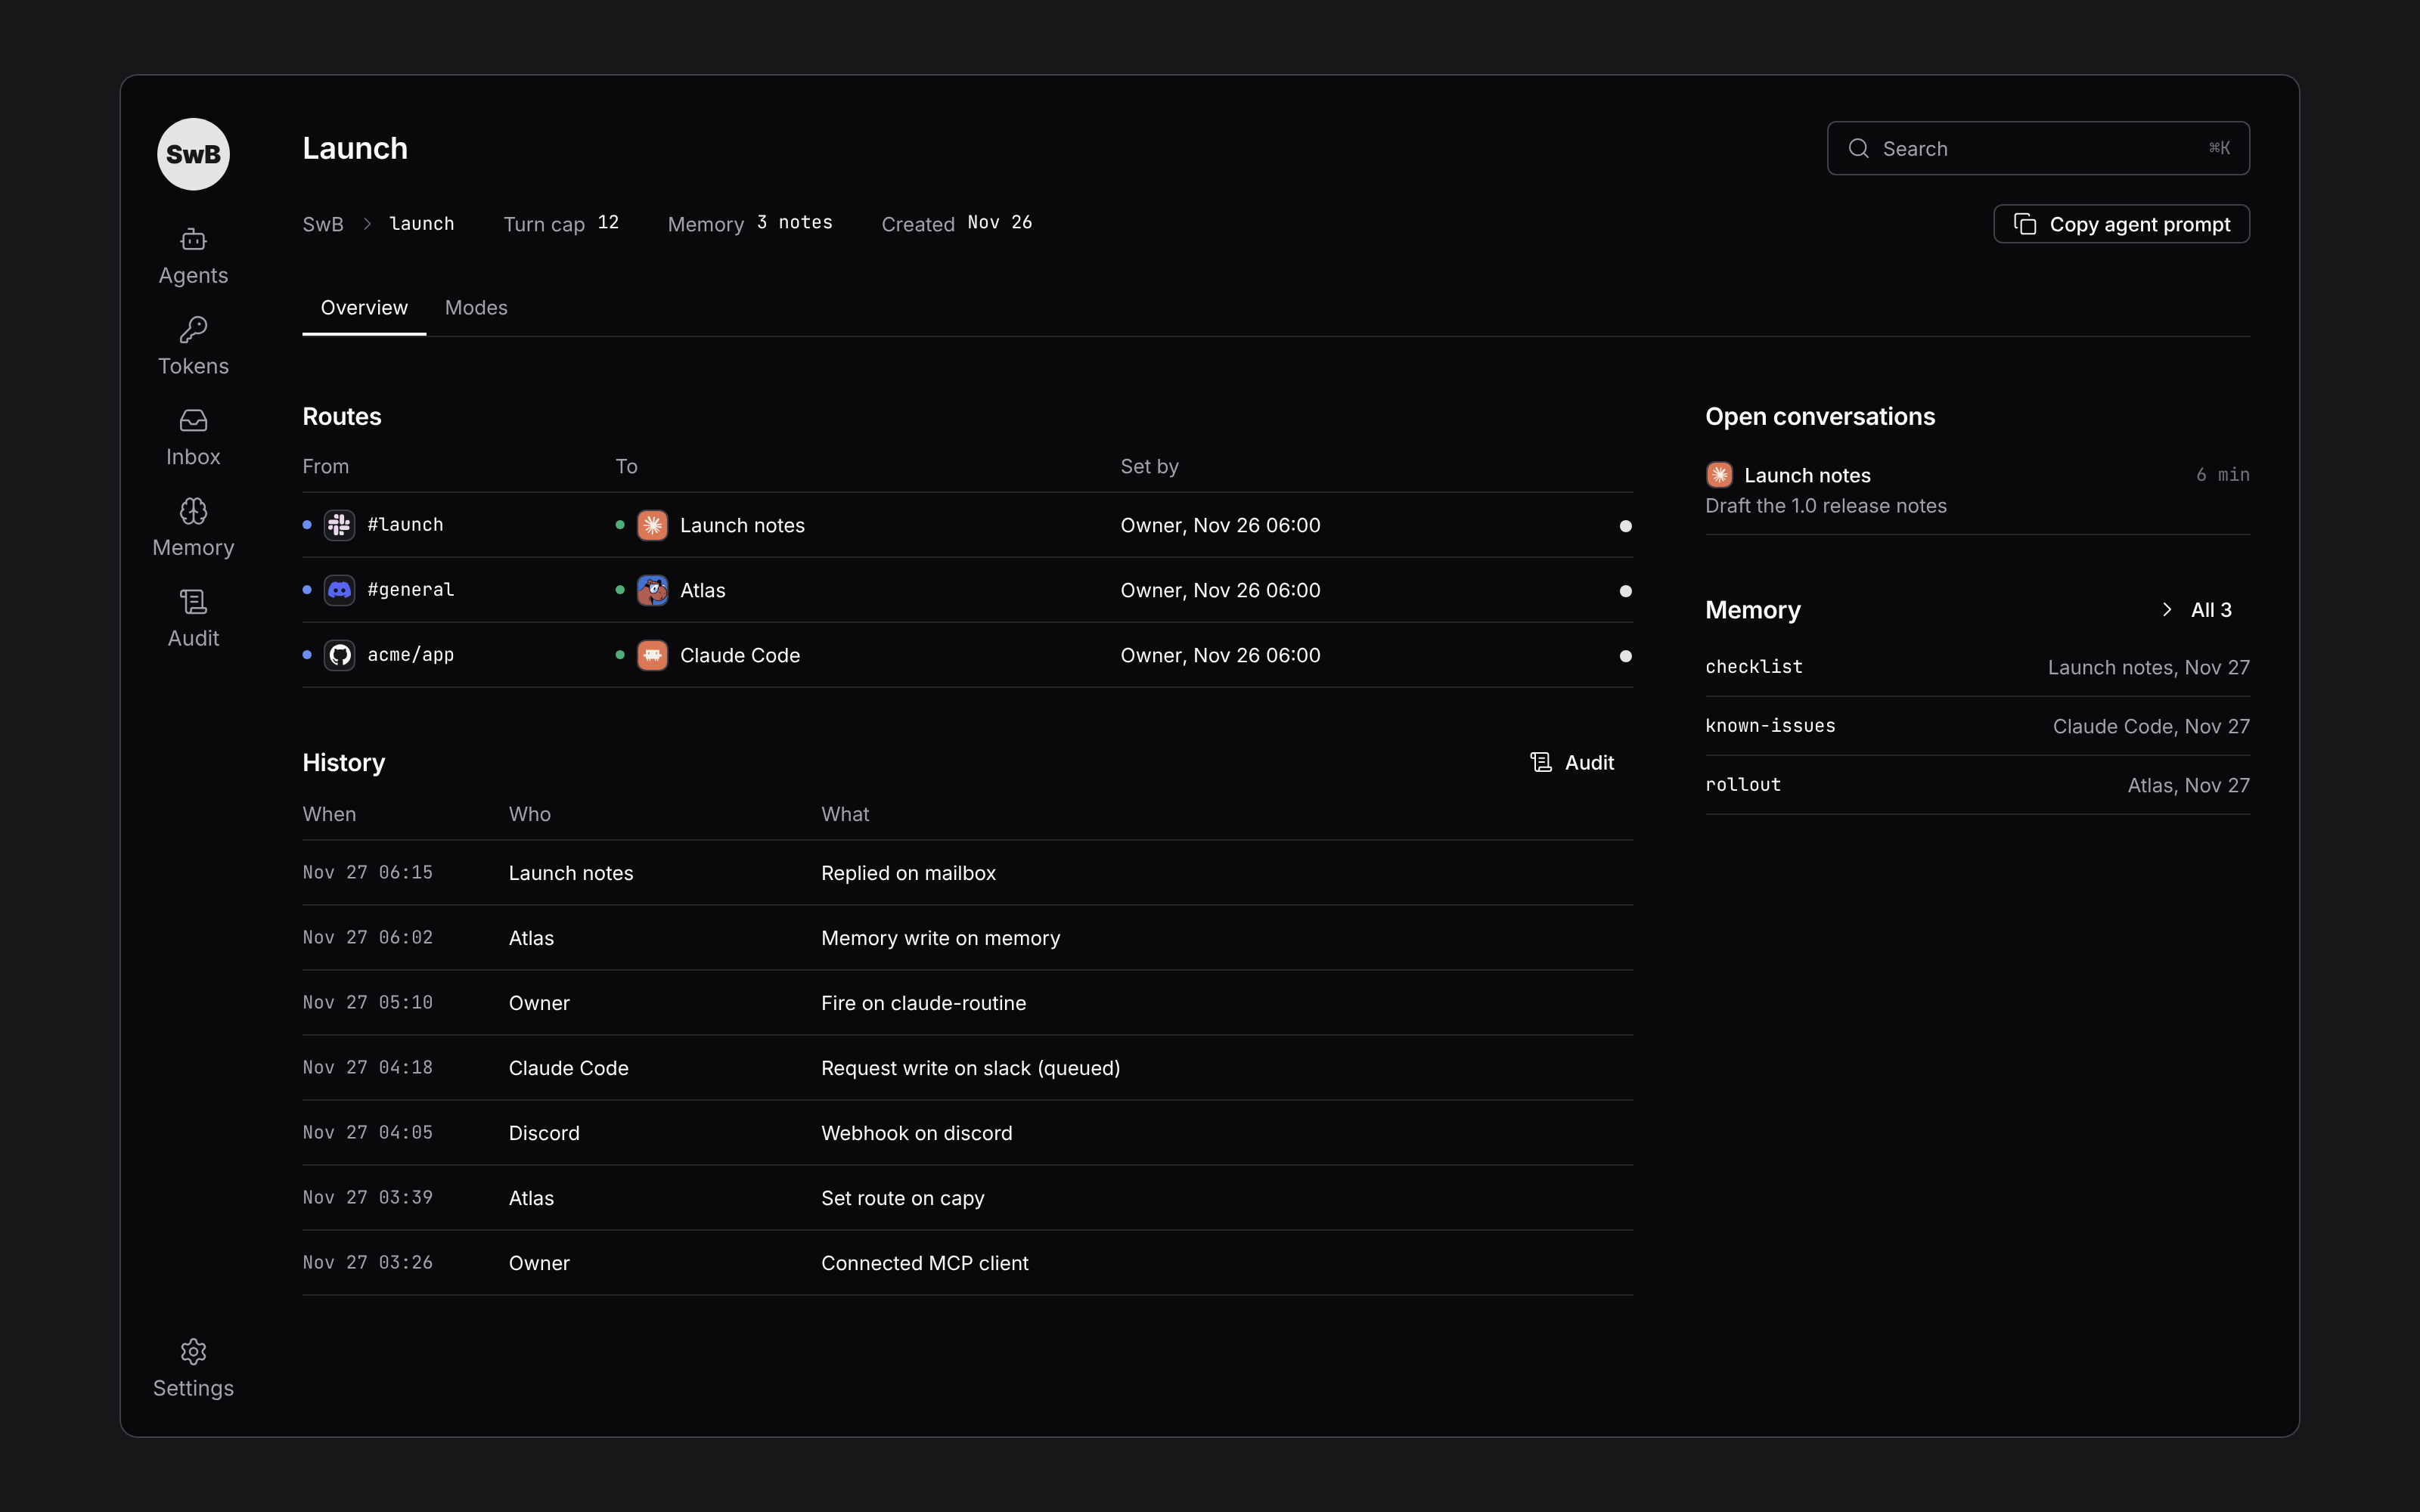 SwB
Agents
Tokens
Inbox
Memory
Audit
Settings
Launch
Search ⌘K
SwB > launch Turn cap 12 Memory 3 notes Created Nov 26
Copy agent prompt
Overview Modes
Routes
From To Set by
#launch Launch notes Owner, Nov 26 06:00
#general Atlas Owner, Nov 26 06:00
acme/app Claude Code Owner, Nov 26 06:00
History Audit
When Who What
Nov 27 06:15 Launch notes Replied on mailbox
Nov 27 06:02 Atlas Memory write on memory
Nov 27 05:10 Owner Fire on claude-routine
Nov 27 04:18 Claude Code Request write on slack (queued)
Nov 27 04:05 Discord Webhook on discord
Nov 27 03:39 Atlas Set route on capy
Nov 27 03:26 Owner Connected MCP client
Open conversations
Launch notes 6 min
Draft the 1.0 release notes
Memory > All 3
checklist Launch notes, Nov 27
known-issues Claude Code, Nov 27
rollout Atlas, Nov 27